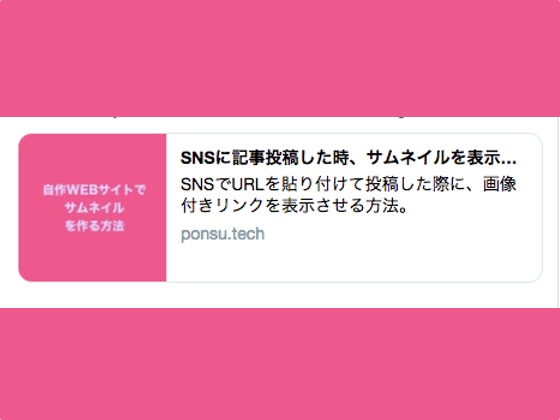 自作WEBサイトで
サムネイル
を作る方法
SNSに記事投稿した時、サムネイルを表示...
SNSでURLを貼り付けて投稿した際に、画像
付きリンクを表示させる方法。
ponsu.tech